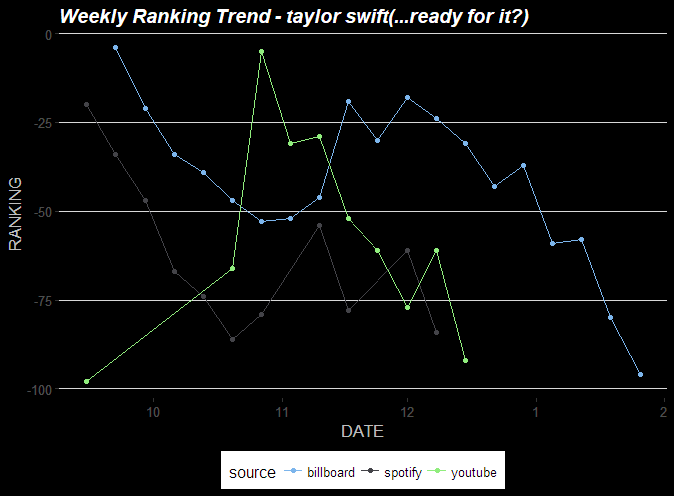 Weekly Ranking Trend - taylor swift(...ready for it?)
RANKING
0
-25
-50
-75
-100
10 11 12 1 2
DATE
source billboard spotify youtube